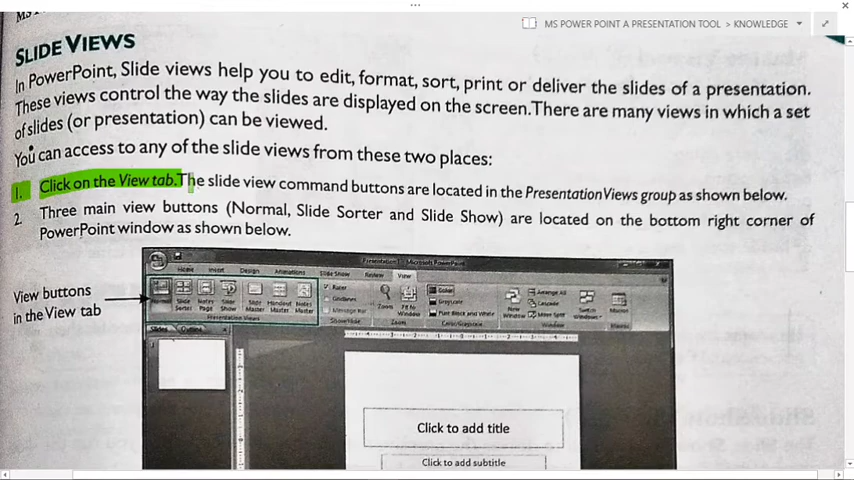 MS POWER POINT A PRESENTATION TOOL > KNOWLEDGE
SLIDE VIEWS
In PowerPoint, Slide views help you to edit, format, sort, print or deliver the slides of a presentation.
These views control the way the slides are displayed on the screen. There are many views in which a set
of slides (or presentation) can be viewed.
You can access to any of the slide views from these two places:
1. Click on the View tab. The slide view command buttons are located in the Presentation Views group as shown below.
2. Three main view buttons (Normal, Slide Sorter and Slide Show) are located on the bottom right corner of
PowerPoint window as shown below.
View buttons
in the View tab
Presentation1 - Microsoft PowerPoint
Home Insert Design Animations Slide Show Review View
Normal Slide Sorter Notes Page Slide Show Slide Master Handout Master Notes Master
Presentation Views
Ruler
Gridlines
Message Bar
Show/Hide
Zoom Fit to Window
Zoom
Color
Grayscale
Pure Black and White
Color/Grayscale
New Window
Arrange All
Cascade
Move Split
Switch Windows
Window
Macros
Macros
Slides Outline
Click to add title
Click to add subtitle